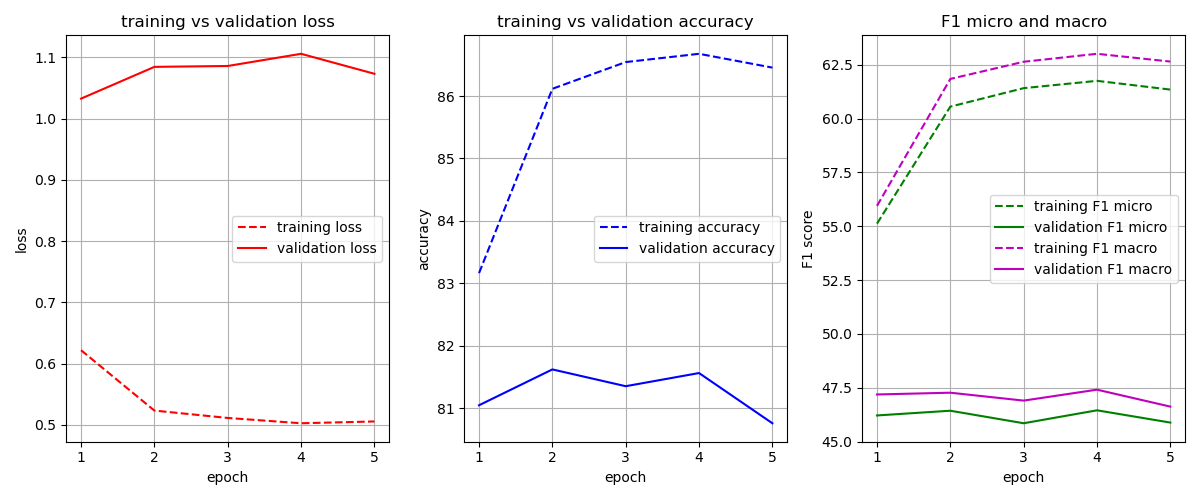 training vs validation loss
1.1
1.0
0.9
0.8
0.7
0.6
0.5
loss
training loss
validation loss
1
2
3
4
5
epoch
training vs validation accuracy
86
85
84
83
82
81
accuracy
training accuracy
validation accuracy
1
2
3
4
5
epoch
F1 micro and macro
62.5
60.0
57.5
55.0
52.5
50.0
47.5
45.0
F1 score
training F1 micro
validation F1 micro
training F1 macro
validation F1 macro
1
2
3
4
5
epoch